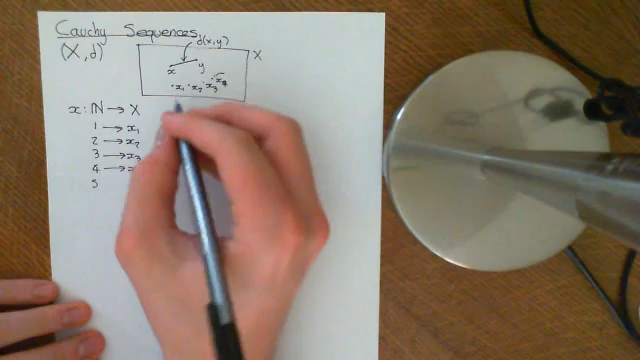 Cauchy Sequences
(X, d)
d(x,y)
X
x y
x₁ x₂ x₃ x₄
x : ℕ → X
1 → x₁
2 → x₂
3 → x₃
4 →
5